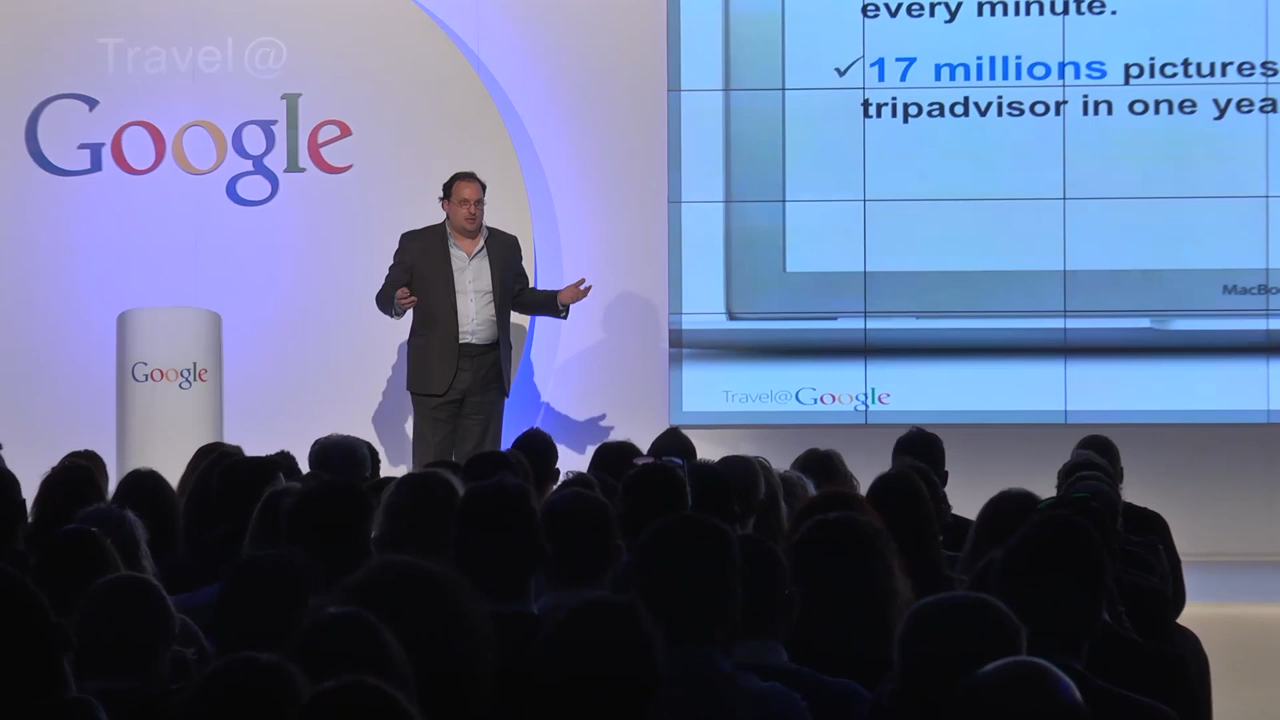 Travel@
Google
Google
every minute.
✓17 millions pictures
tripadvisor in one yea
MacBo
Travel@Google